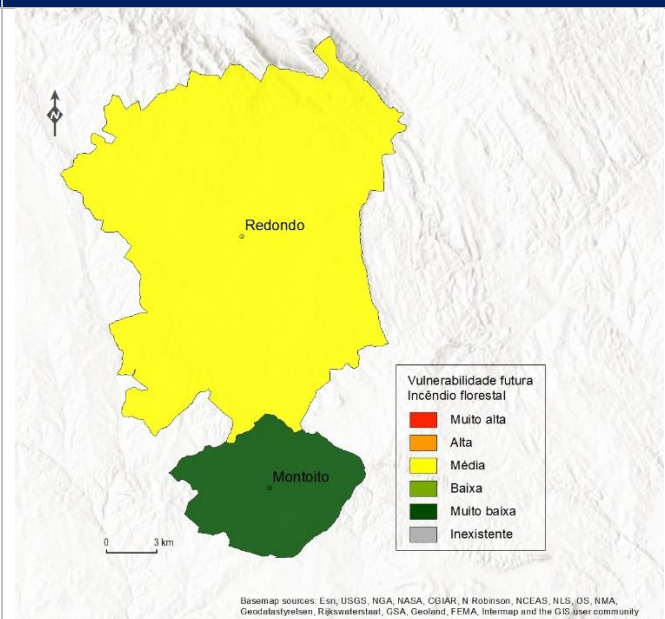 N
Redondo
Montoito
Vulnerabilidade futura
Incêndio florestal
Muito alta
Alta
Média
Baixa
Muito baixa
Inexistente
0 3 km
Basemap sources: Esri, USGS, NGA, NASA, CGIAR, N Robinson, NCEAS, NLS, OS, NMA,
Geodatastyrelsen, Rijkswaterstaat, GSA, Geoland, FEMA, Intermap and the GIS user community